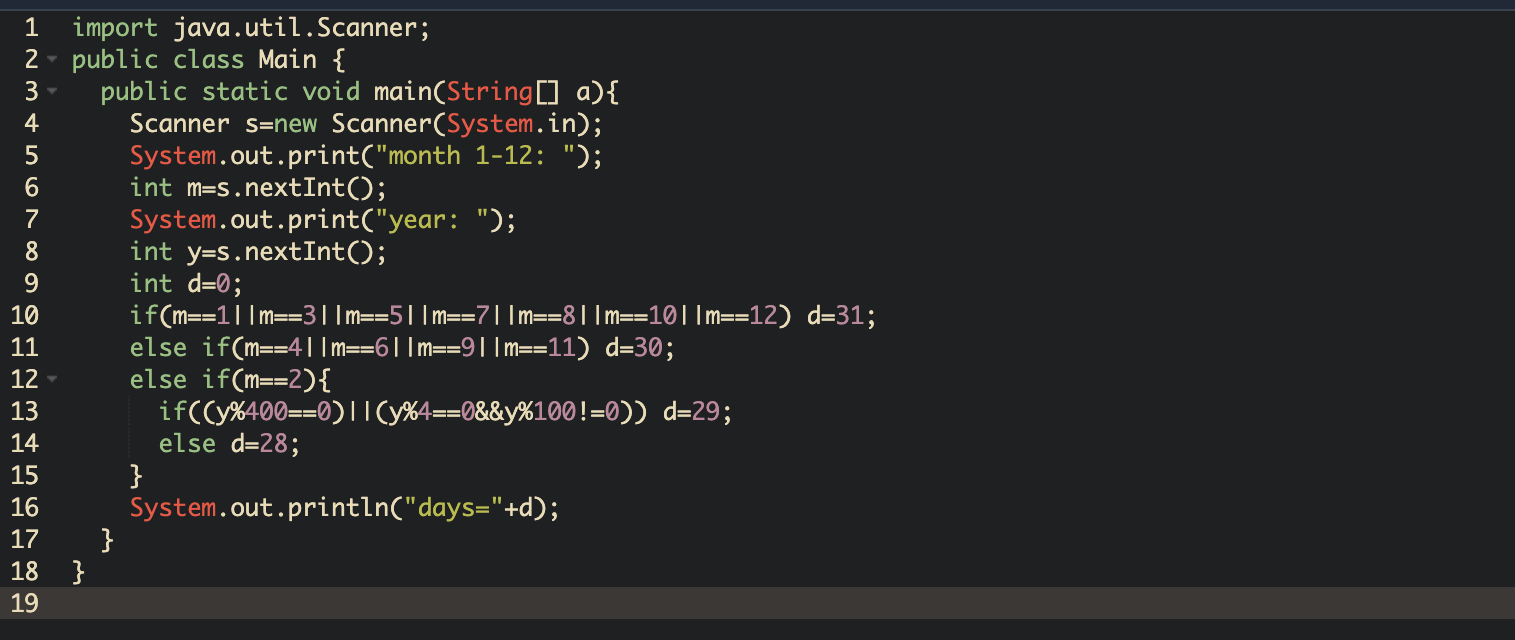 1 import java.util.Scanner;
2 public class Main {
3   public static void main(String[] a){
4     Scanner s=new Scanner(System.in);
5     System.out.print("month 1-12: ");
6     int m=s.nextInt();
7     System.out.print("year: ");
8     int y=s.nextInt();
9     int d=0;
10     if(m==1||m==3||m==5||m==7||m==8||m==10||m==12) d=31;
11     else if(m==4||m==6||m==9||m==11) d=30;
12     else if(m==2){
13       if((y%400==0)||(y%4==0&&y%100!=0)) d=29;
14       else d=28;
15     }
16     System.out.println("days="+d);
17   }
18 }
19